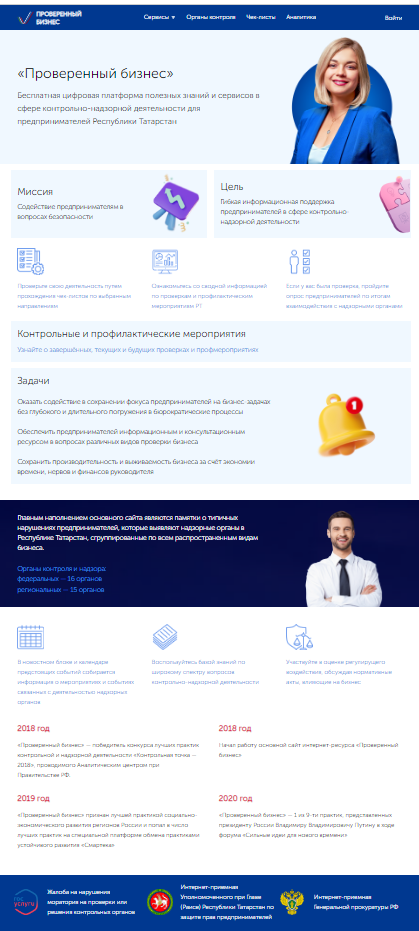 ПРОВЕРЕННЫЙ
БИЗНЕС
Сервисы ▼
Органы контроля
Чек-листы
Аналитика
Войти
«Проверенный бизнес»
Бесплатная цифровая платформа полезных знаний и сервисов в
сфере контрольно-надзорной деятельности для
предпринимателей Республики Татарстан
Миссия
Содействие предпринимателям в
вопросах безопасности
Цель
Гибкая информационная поддержка
предпринимателей в сфере контрольно-
надзорной деятельности
Проверьте свою деятельность путем
прохождения чек-листов по выбранным
направлениям
Ознакомьтесь со сводной информацией
по проверкам и профилактическим
мероприятиям РТ
Если у вас была проверка, пройдите
опрос предпринимателей по итогам
взаимодействия с надзорными органами
Контрольные и профилактические мероприятия
Узнайте о завершённых, текущих и будущих проверках и профмероприятиях
Задачи
Оказать содействие в сохранении фокуса предпринимателей на бизнес-задачах
без глубокого и длительного погружения в бюрократические процессы
Обеспечить предпринимателей информационным и консультационным
ресурсом в вопросах различных видов проверки бизнеса
Сохранить производительность и выживаемость бизнеса за счёт экономии
времени, нервов и финансов руководителя
1
Главным наполнением основного сайта являются памятки о типичных
нарушениях предпринимателей, которые выявляют надзорные органы в
Республике Татарстан, сгруппированные по всем распространенным видам
бизнеса.
Органы контроля и надзора:
федеральных — 16 органов
региональных — 15 органов
В новостном блоке и календаре
предстоящих событий собирается
информация о мероприятиях и событиях
связанных с деятельностью надзорных
органов
Воспользуйтесь базой знаний по
широкому спектру вопросов
контрольно-надзорной деятельности
Участвуйте в оценке регулирующего
воздействия, обсуждая нормативные
акты, влияющие на бизнес
2018 год
«Проверенный бизнес» — победитель конкурса лучших практик
контрольной и надзорной деятельности «Контрольная точка —
2018», проводимого Аналитическим центром при
Правительстве РФ.
2018 год
Начал работу основной сайт интернет-ресурса «Проверенный
бизнес»
2019 год
«Проверенный бизнес» признан лучшей практикой социально-
экономического развития регионов России и попал в число
лучших практик на специальной платформе обмена практиками
устойчивого развития «Смартека»
2020 год
«Проверенный бизнес» — 1 из 9-ти практик, представленных
президенту России Владимиру Владимировичу Путину в ходе
форума «Сильные идеи для нового времени»
гос
услуги
Жалоба на нарушения
моратория на проверки или
решения контрольных органов
Интернет-приемная
Уполномоченного при Главе
(Раисе) Республики Татарстан по
защите прав предпринимателей
Интернет-приемная
Генеральной прокуратуры РФ